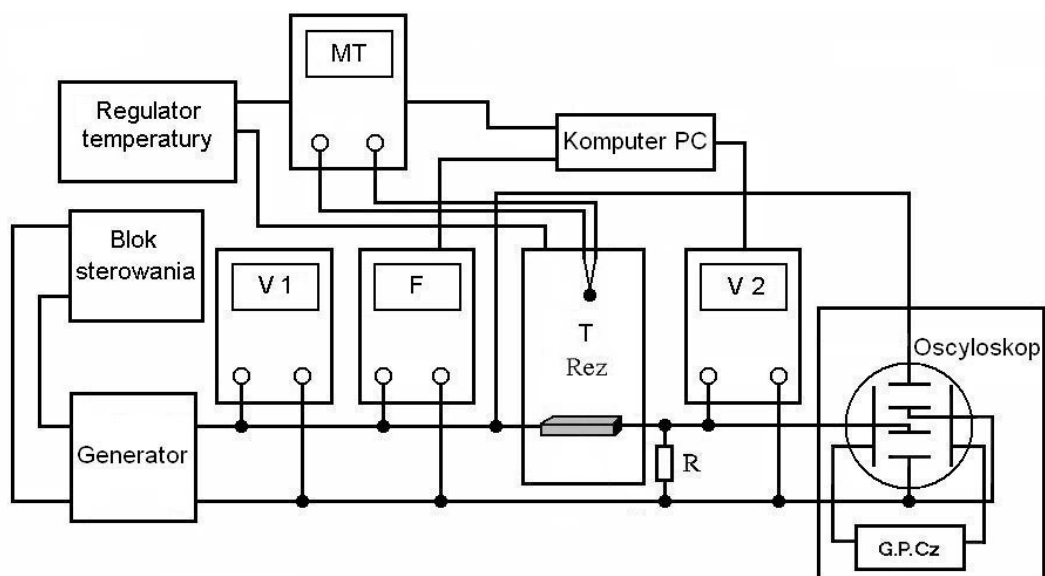 MT
Regulator
temperatury
Komputer PC
Blok
sterowania
V 1
F
V 2
T
Rez
Oscyloskop
Generator
R
G.P.Cz